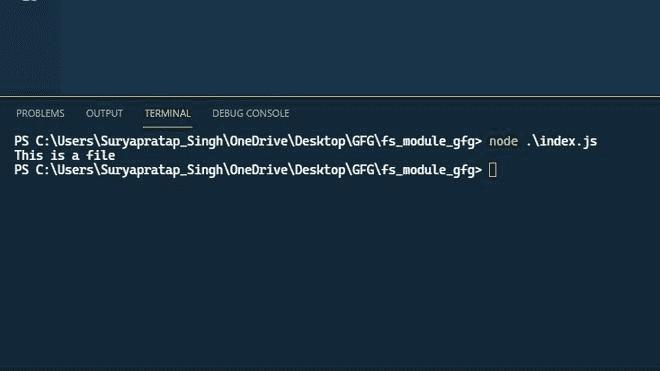 PROBLEMS OUTPUT TERMINAL DEBUG CONSOLE
PS C:\Users\Suryapratap_Singh\OneDrive\Desktop\GFG\fs_module_gfg> node .\index.js
This is a file
PS C:\Users\Suryapratap_Singh\OneDrive\Desktop\GFG\fs_module_gfg>